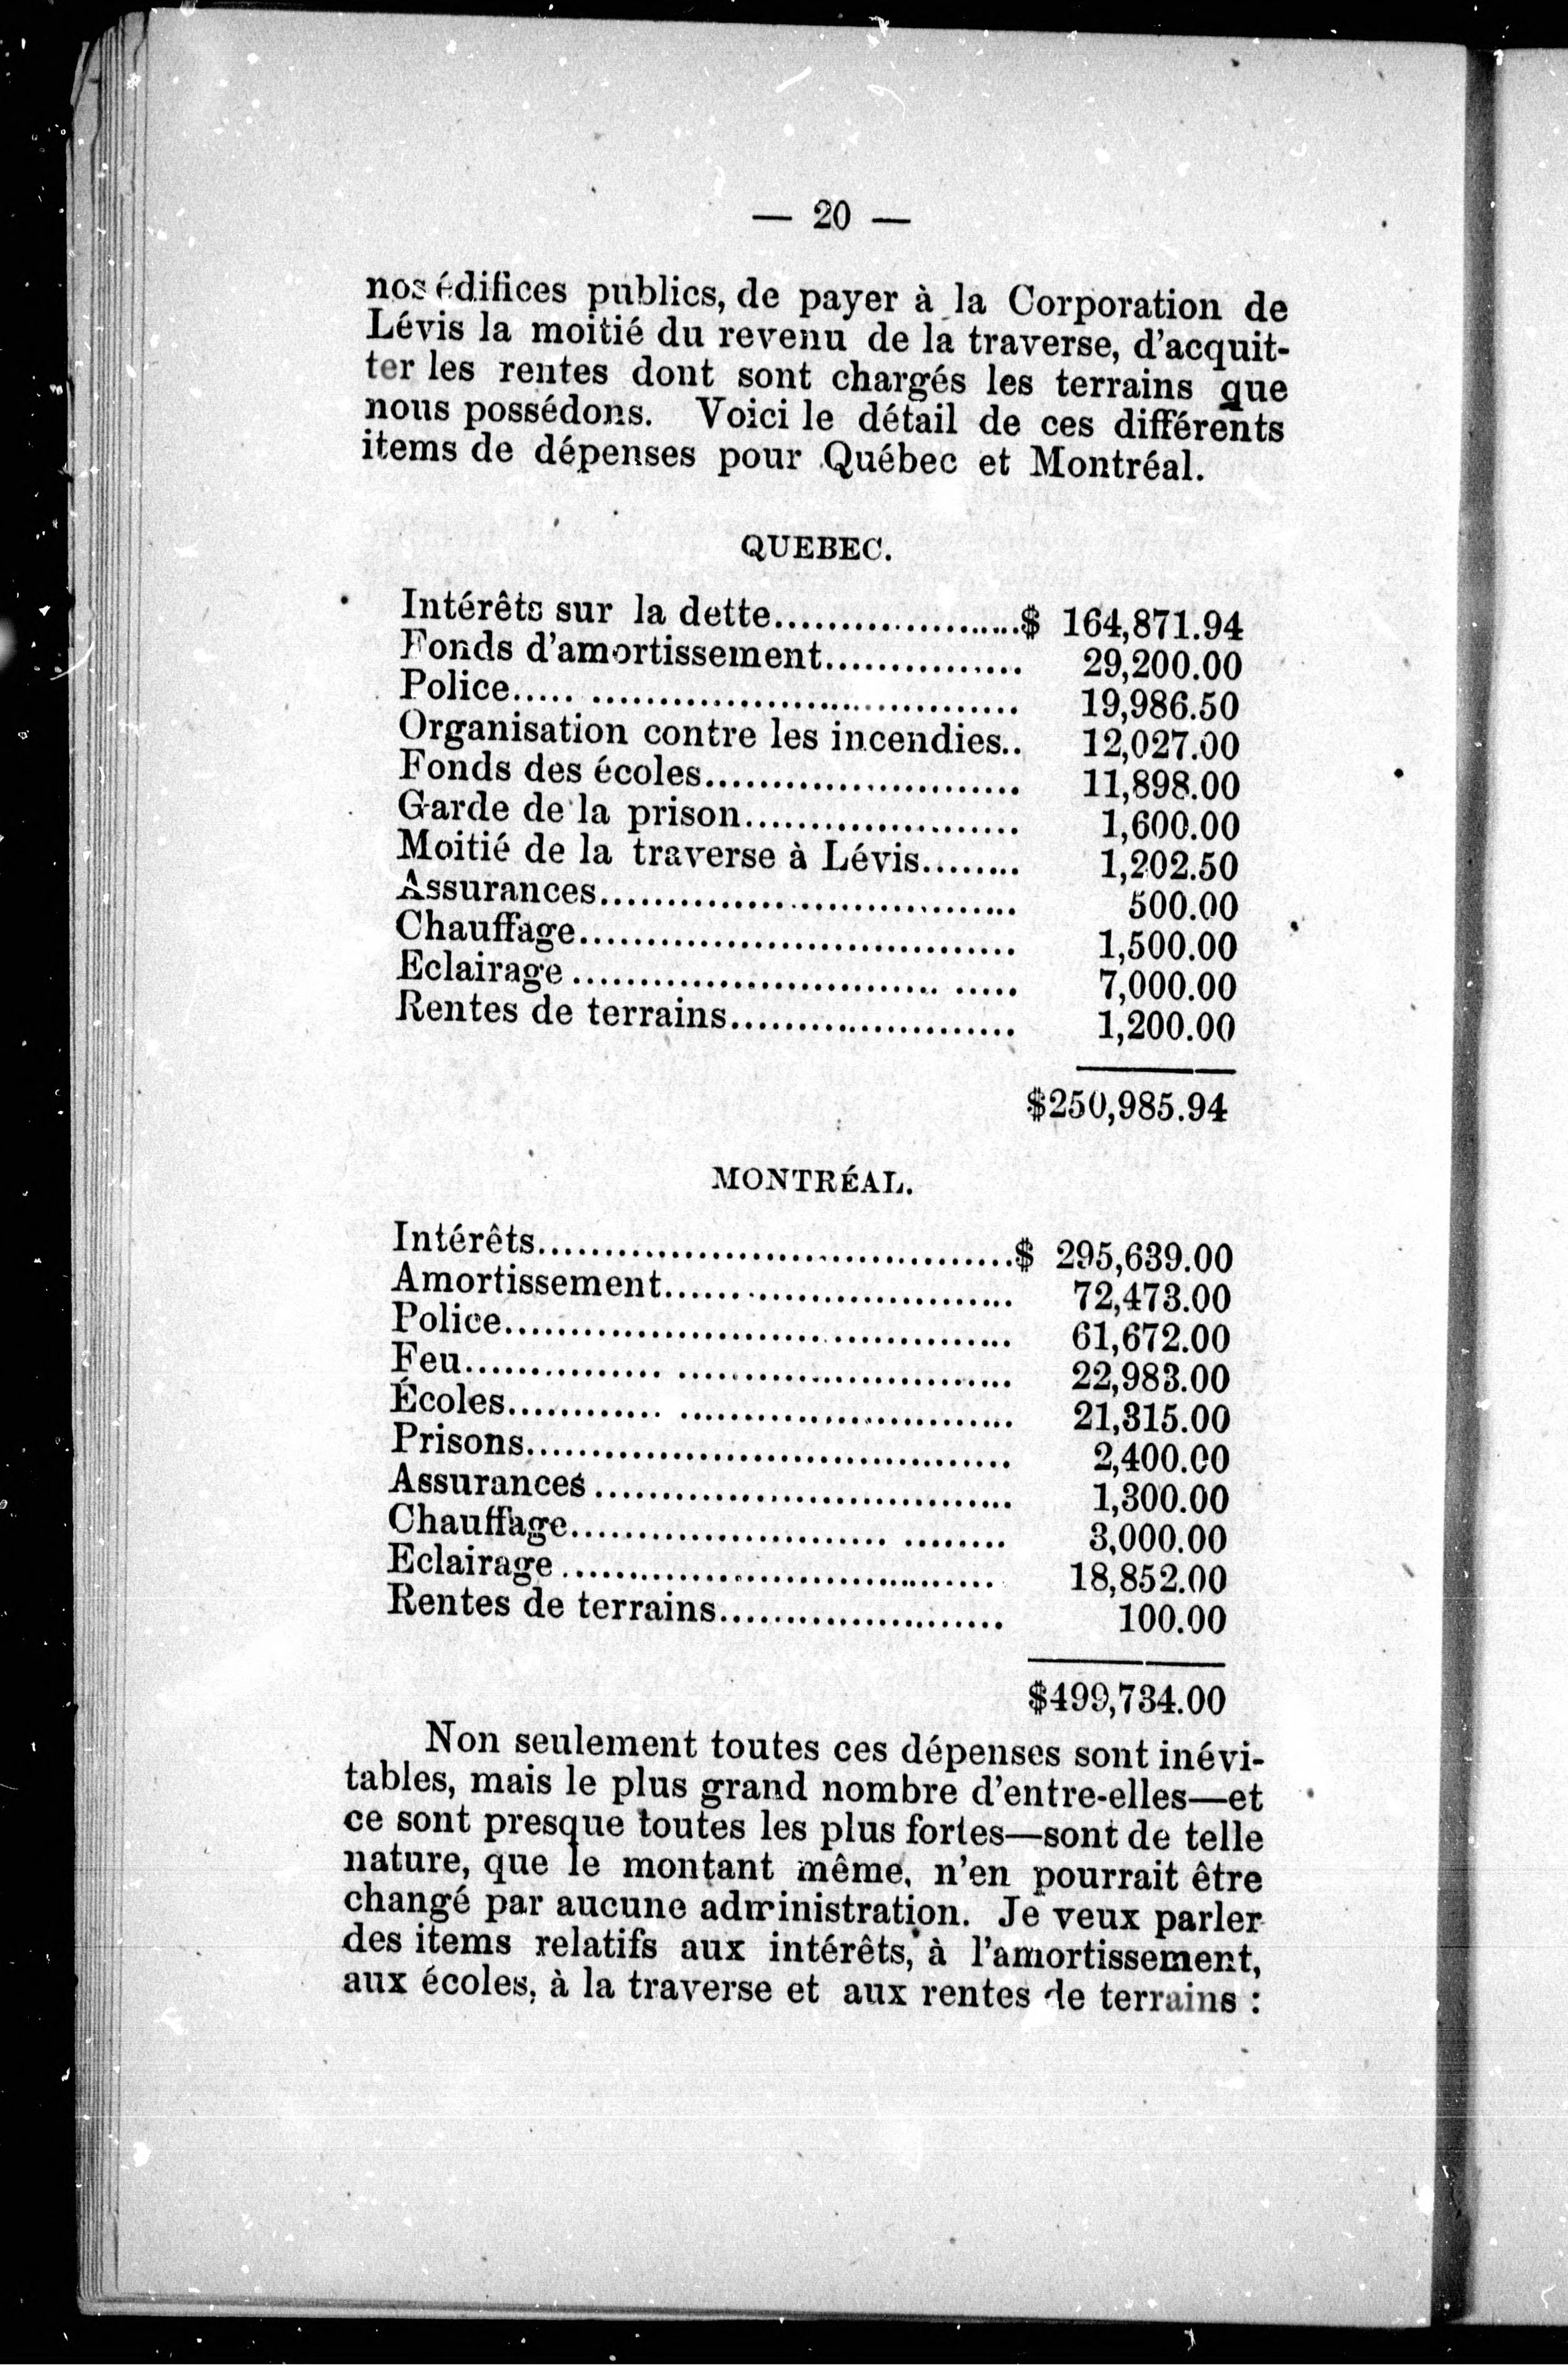 — 20 —
nos édifices publics, de payer à la Corporation de
Lévis la moitié du revenu de la traverse, d'acquit-
ter les rentes dont sont chargés les terrains que
nous possédons. Voici le détail de ces différents
items de dépenses pour Québec et Montréal.
QUEBEC.
Intérêts sur la dette.....................$ 164,871.94
Fonds d'amortissement............... 29,200.00
Police..... ................................ 19,986.50
Organisation contre les incendies.. 12,027.00
Fonds des écoles........................ 11,898.00
Garde de la prison..................... 1,600.00
Moitié de la traverse à Lévis........ 1,202.50
Assurances................................ 500.00
Chauffage................................. 1,500.00
Eclairage ............................ ..... 7,000.00
Rentes de terrains...................... 1,200.00
$250,985.94
MONTRÉAL.
Intérêts....................................$ 295,639.00
Amortissement........................... 72,473.00
Police....................................... 61,672.00
Feu............... ......................... 22,983.00
Écoles............ ......................... 21,315.00
Prisons..................................... 2,400.00
Assurances ................................ 1,300.00
Chauffage........................ ........ 3,000.00
Eclairage ................................. 18,852.00
Rentes de terrains...................... 100.00
$499,734.00
Non seulement toutes ces dépenses sont inévi-
tables, mais le plus grand nombre d'entre-elles—et
ce sont presque toutes les plus fortes—sont de telle
nature, que le montant même, n'en pourrait être
changé par aucune administration. Je veux parler
des items relatifs aux intérêts, à l'amortissement,
aux écoles, à la traverse et aux rentes de terrains :